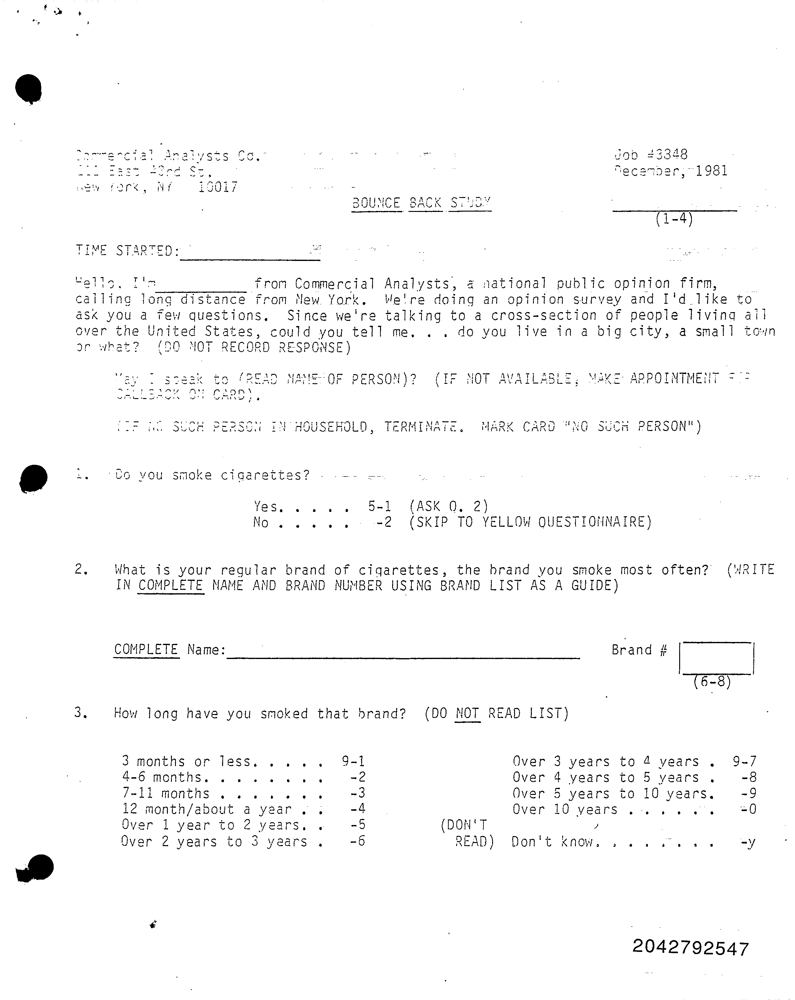 Commercial Analysts Co. Job #3348
East 42nd St. December, 1981
New York, NY 10017
BOUNCE BACK STUDY
(1-4)
TIME STARTED:
Hello, I'm from Commercial Analysts, a national public opinion firm,
calling long distance from New York. We're doing an opinion survey and I'd like to
ask you a few questions. Since we're talking to a cross-section of people living all
over the United States, could you tell me. . . do you live in a big city, a small town
or what? (DO NOT RECORD RESPONSE)
May I speak to (READ NAME OF PERSON)? (IF NOT AVAILABLE, MAKE APPOINTMENT FOR
CALLBACK ON CARD).
(IF NO SUCH PERSON IN HOUSEHOLD, TERMINATE. MARK CARD "NO SUCH PERSON")
1. Do you smoke cigarettes?
Yes. . . . . 5-1 (ASK Q. 2)
No . . . . . -2 (SKIP TO YELLOW QUESTIONNAIRE)
2. What is your regular brand of cigarettes, the brand you smoke most often? (WRITE
IN COMPLETE NAME AND BRAND NUMBER USING BRAND LIST AS A GUIDE)
COMPLETE Name: Brand #
(6-8)
3. How long have you smoked that brand? (DO NOT READ LIST)
3 months or less. . . . . 9-1 Over 3 years to 4 years . 9-7
4-6 months. . . . . . . . -2 Over 4 years to 5 years . -8
7-11 months . . . . . . . -3 Over 5 years to 10 years. -9
12 month/about a year . . -4 Over 10 years . . . . . . -0
Over 1 year to 2 years. . -5 (DON'T
Over 2 years to 3 years . -6 READ) Don't know. . . . . . . . -y
2042792547